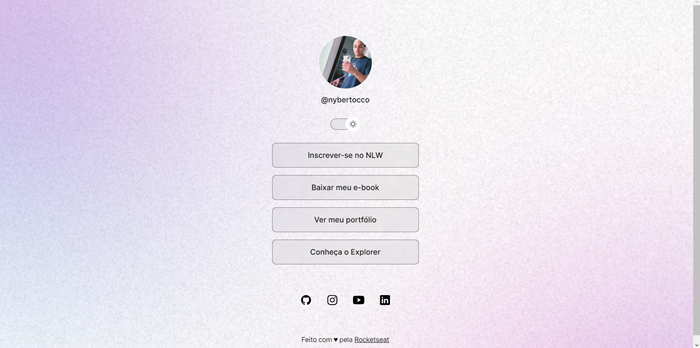 @nybertocco
Inscrever-se no NLW
Baixar meu e-book
Ver meu portfólio
Conheça o Explorer
Feito com ♥ pela Rocketseat